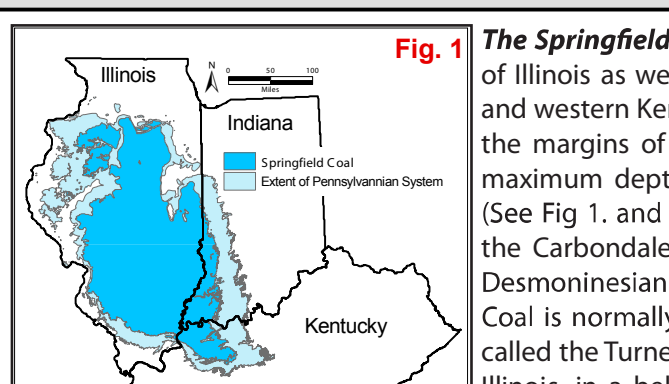 Fig. 1
N
0 50 100
Miles
Illinois
Indiana
Springfield Coal
Extent of Pennsylvannian System
Kentucky
The Springfield
of Illinois as we
and western Ke
the margins of
maximum dept
(See Fig 1. and
the Carbondale
Desmoninesian
Coal is normally
called the Turne
Illinois, in a be